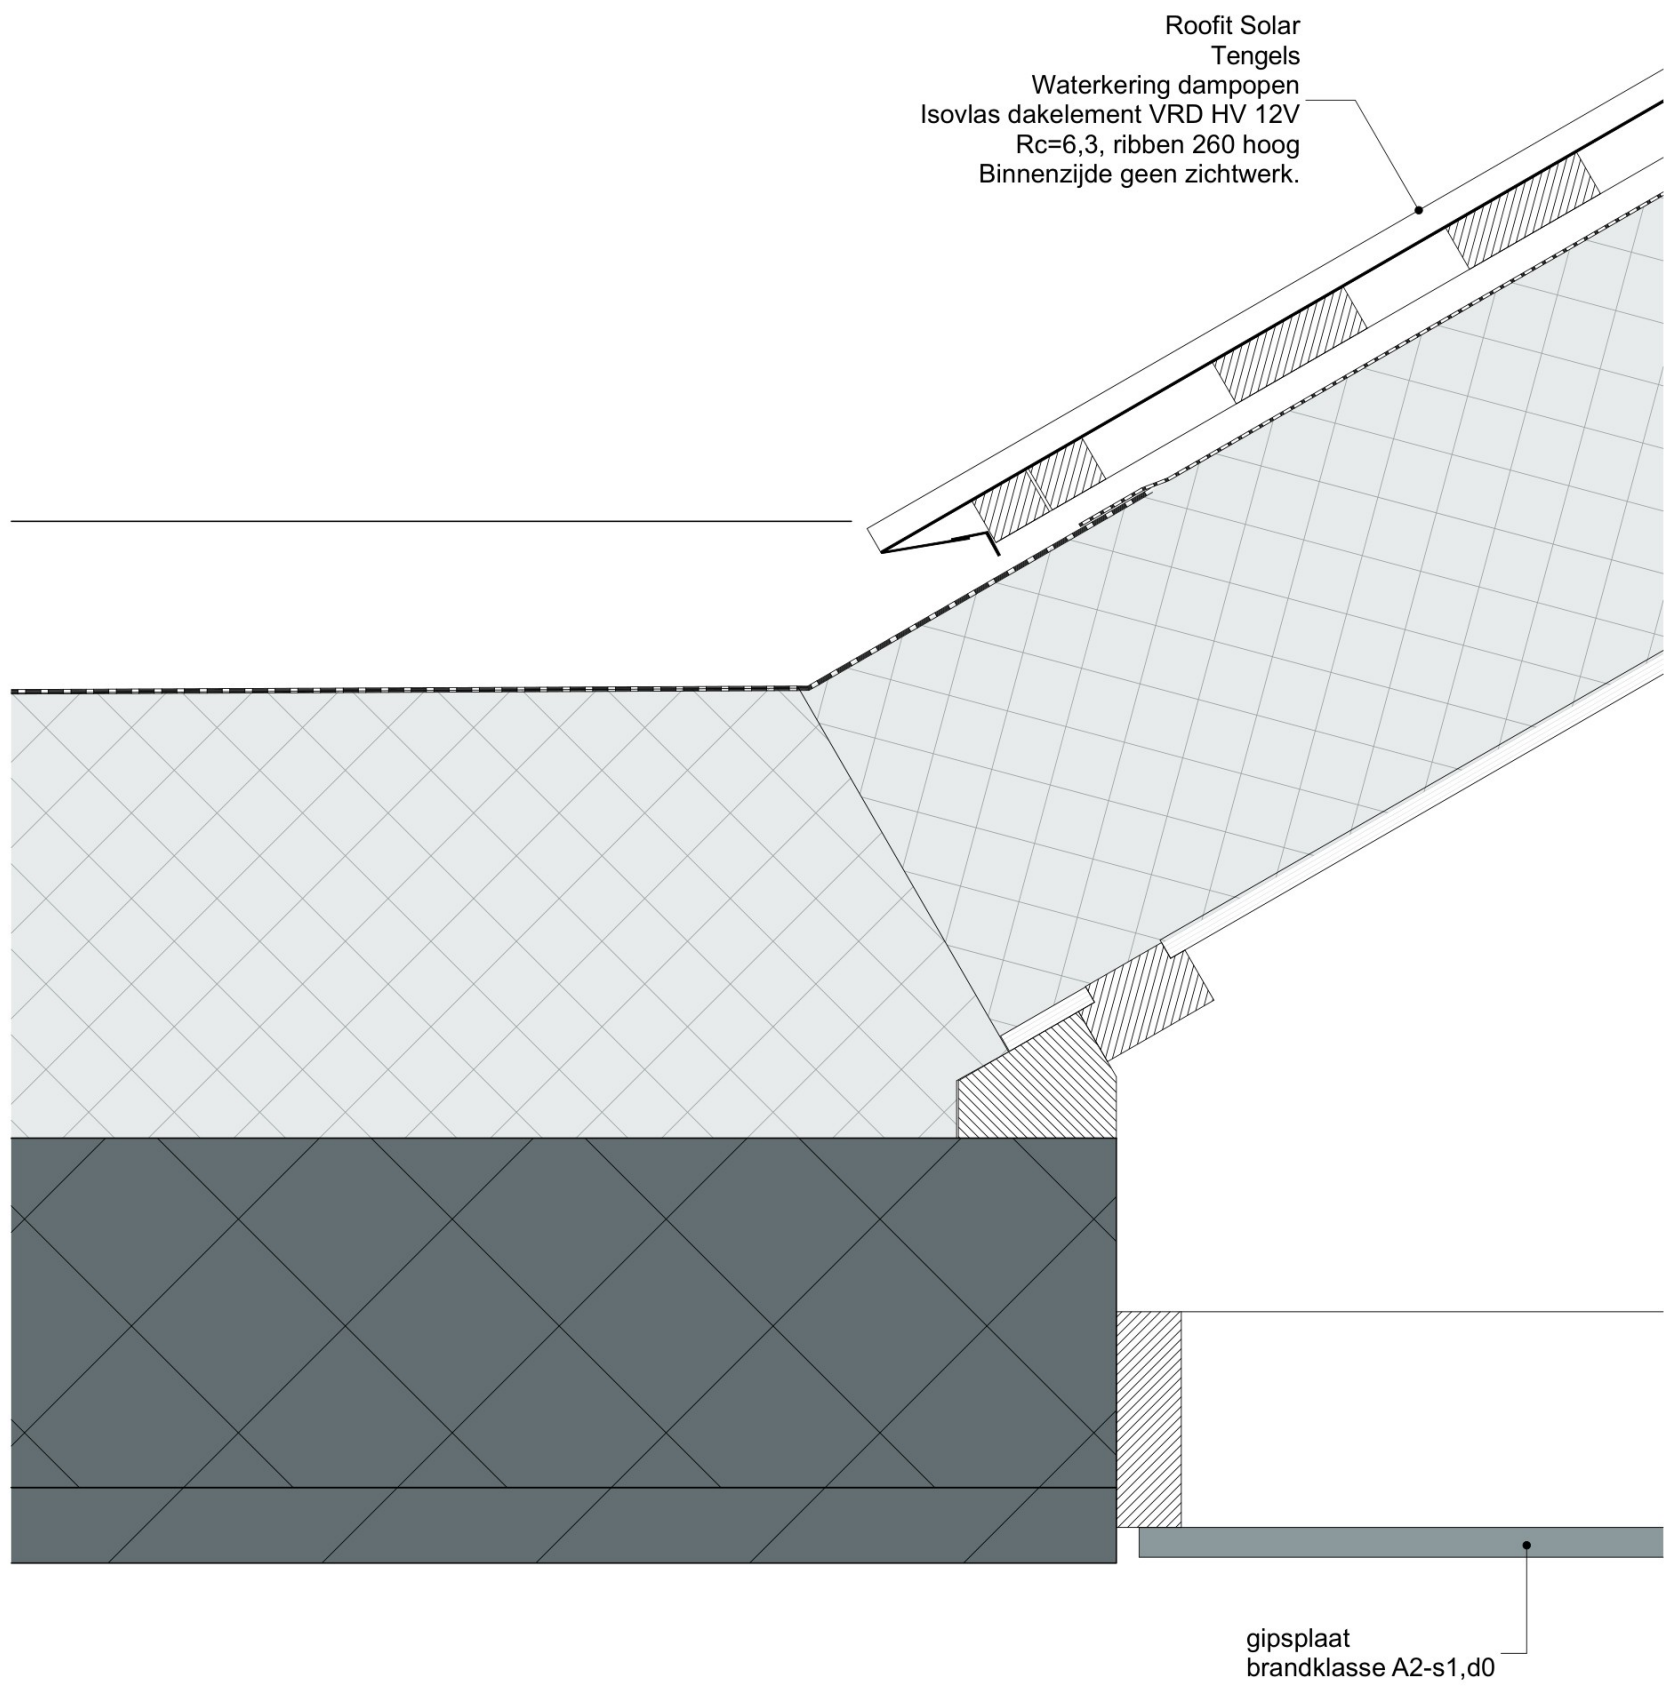 Roofit Solar
Tengels
Waterkering dampopen
Isovlas dakelement VRD HV 12V
Rc=6,3, ribben 260 hoog
Binnenzijde geen zichtwerk.
gipsplaat
brandklasse A2-s1,d0